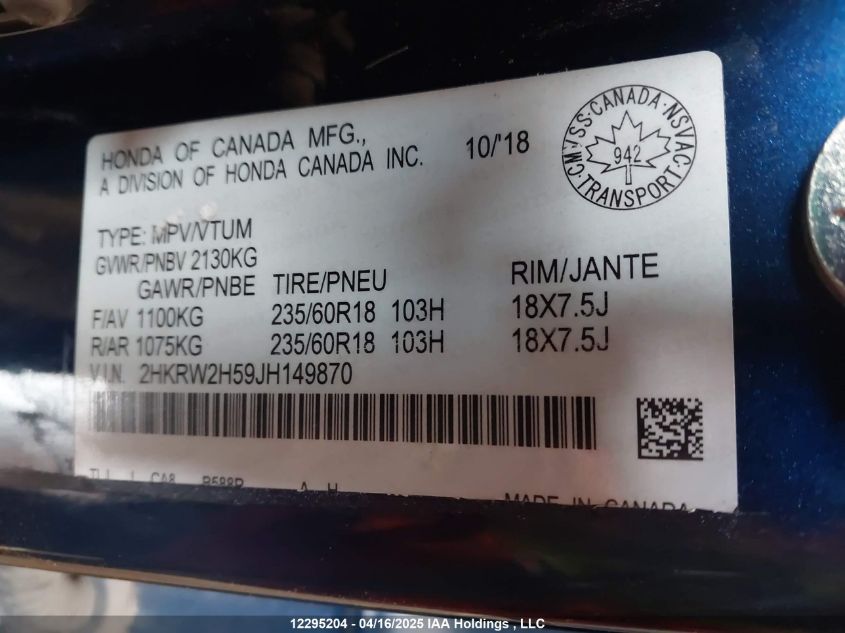 HONDA OF CANADA MFG.,
A DIVISION OF HONDA CANADA INC.
10/'18
CMVSS·CANADA·NSVAC·
942
TRANSPORT
TYPE: MPV/VTUM
GVWR/PNBV 2130KG
GAWR/PNBE TIRE/PNEU RIM/JANTE
F/AV 1100KG 235/60R18 103H 18X7.5J
R/AR 1075KG 235/60R18 103H 18X7.5J
V.I.N. 2HKRW2H59JH149870
CA8 B588P A H
MADE IN CANADA
12295204 - 04/16/2025 IAA Holdings , LLC